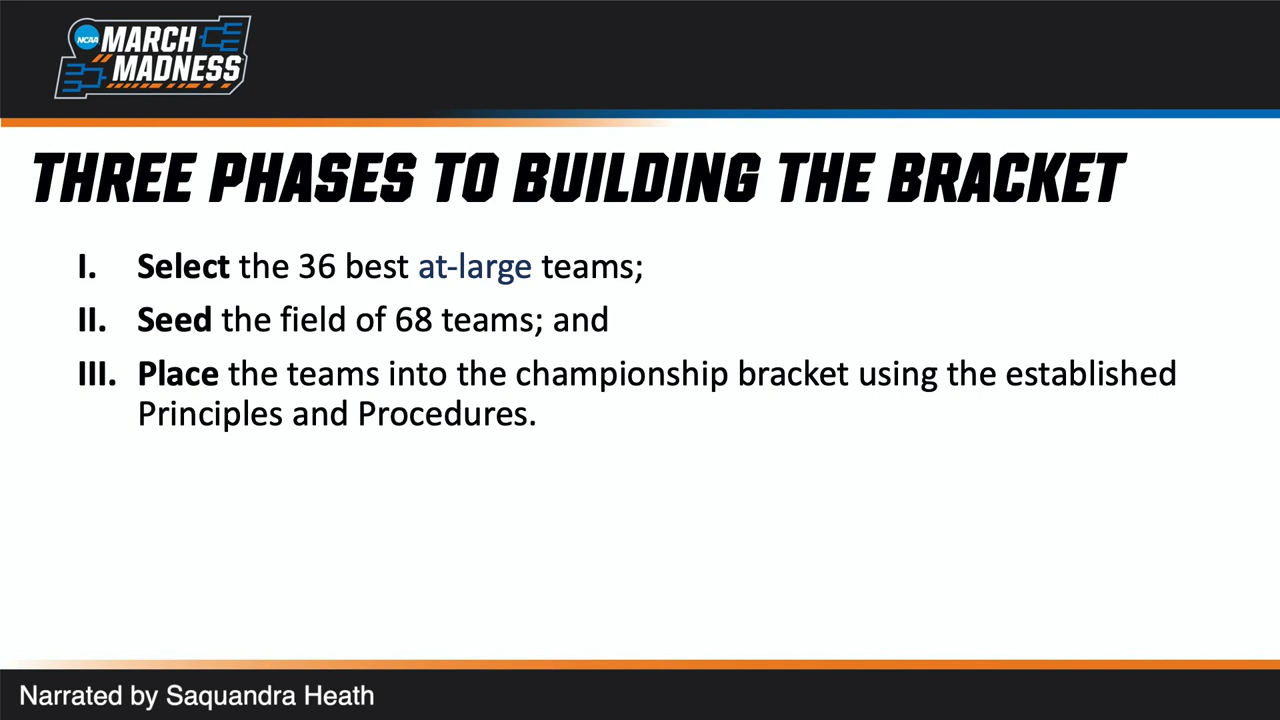 NCAA MARCH
MADNESS
THREE PHASES TO BUILDING THE BRACKET
I. Select the 36 best at-large teams;
II. Seed the field of 68 teams; and
III. Place the teams into the championship bracket using the established
Principles and Procedures.
Narrated by Saquandra Heath